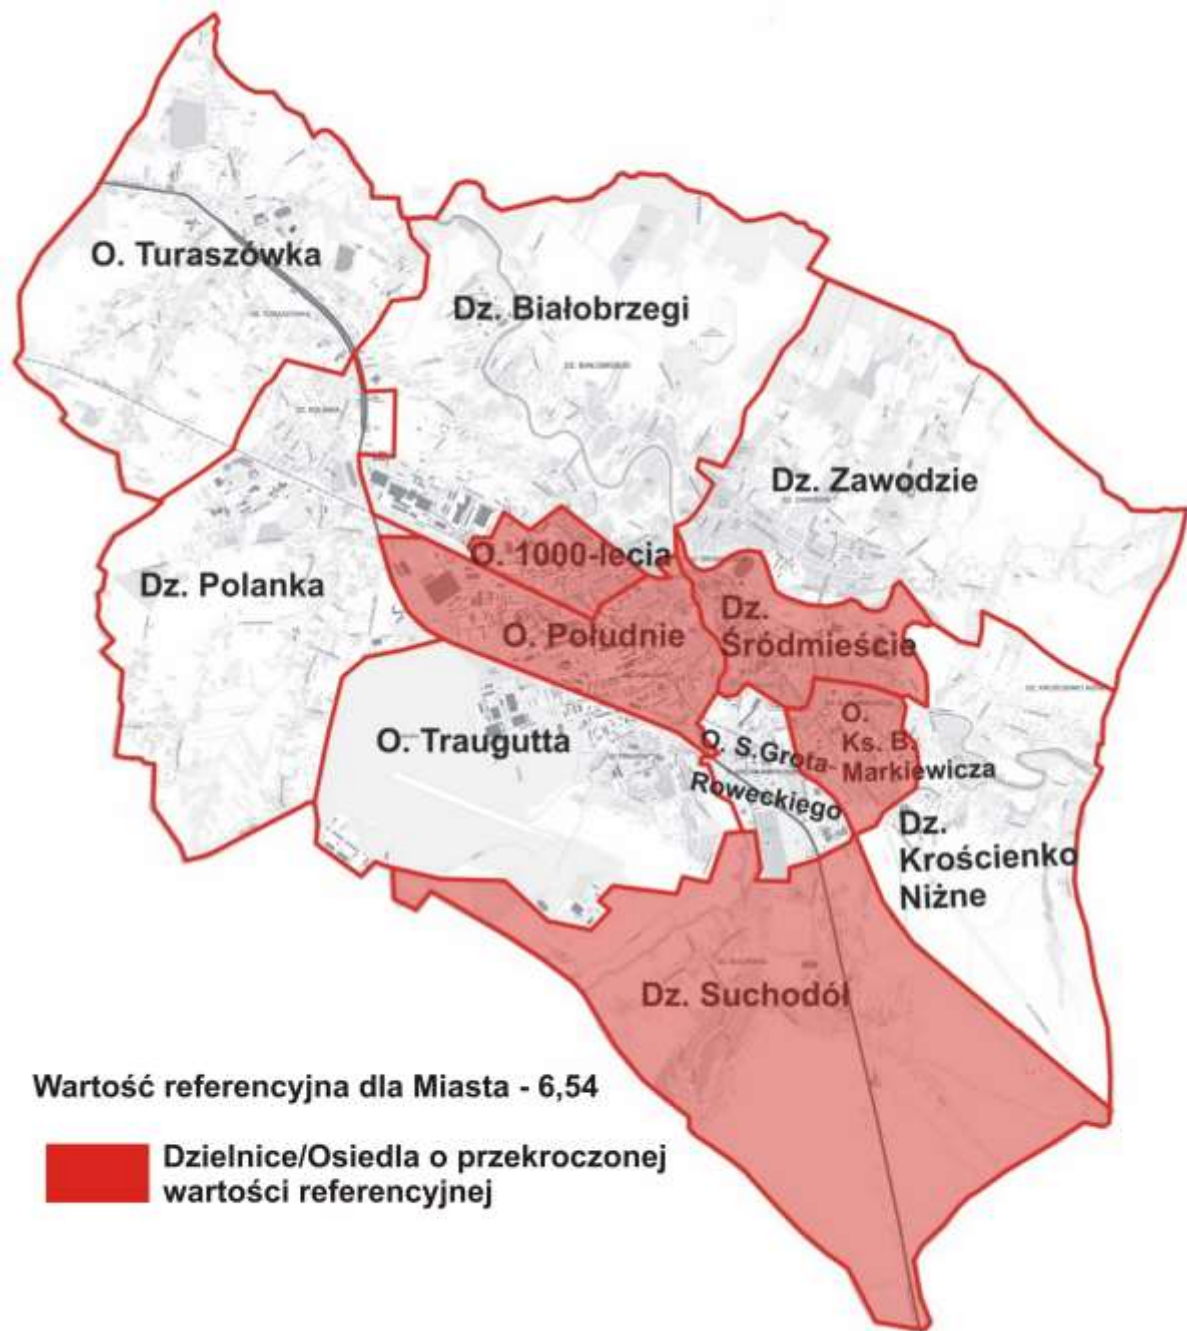 O. Turaszówka
Dz. Białobrzegi
Dz. Zawodzie
O. 1000-lecia
Dz. Polanka
Dz.
Śródmieście
O. Południe
O. Traugutta
O.
Ks. B.
Markiewicza
O. S.Grota-
Roweckiego
Dz.
Krościenko
Niżne
Dz. Suchodół
Wartość referencyjna dla Miasta - 6,54
Dzielnice/Osiedla o przekroczonej
wartości referencyjnej